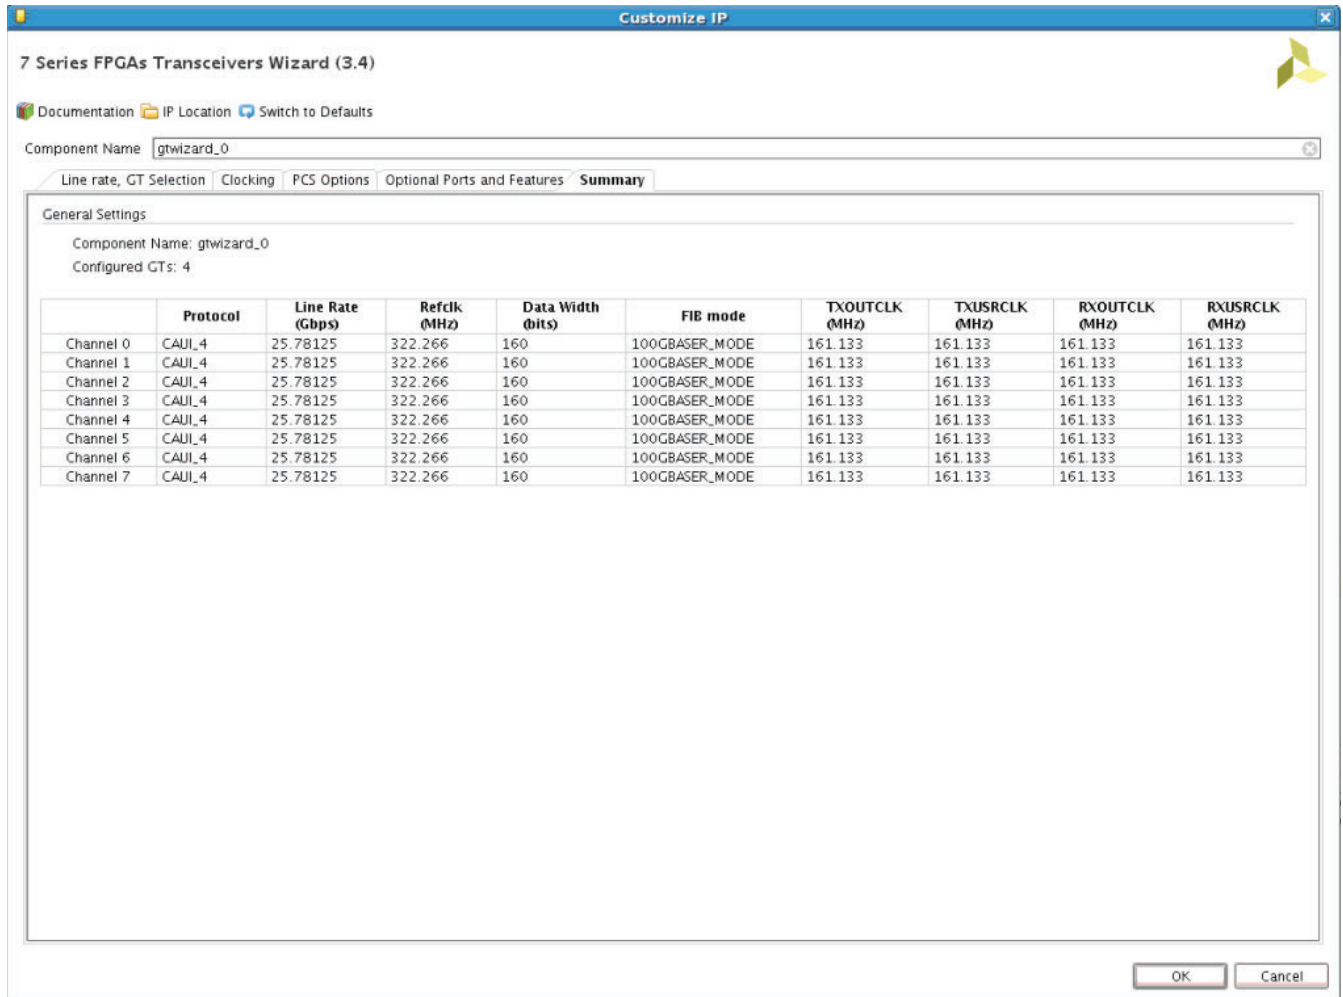 Customize IP
7 Series FPGAs Transceivers Wizard (3.4)
Documentation IP Location Switch to Defaults
Component Name gtwizard_0
Line rate, GT Selection Clocking PCS Options Optional Ports and Features Summary
General Settings
Component Name: gtwizard_0
Configured GTs: 4
Protocol Line Rate (Gbps) Refclk (MHz) Data Width (bits) FIB mode TXOUTCLK (MHz) TXUSRCLK (MHz) RXOUTCLK (MHz) RXUSRCLK (MHz)
Channel 0 CAUI_4 25.78125 322.266 160 100GBASER_MODE 161.133 161.133 161.133 161.133
Channel 1 CAUI_4 25.78125 322.266 160 100GBASER_MODE 161.133 161.133 161.133 161.133
Channel 2 CAUI_4 25.78125 322.266 160 100GBASER_MODE 161.133 161.133 161.133 161.133
Channel 3 CAUI_4 25.78125 322.266 160 100GBASER_MODE 161.133 161.133 161.133 161.133
Channel 4 CAUI_4 25.78125 322.266 160 100GBASER_MODE 161.133 161.133 161.133 161.133
Channel 5 CAUI_4 25.78125 322.266 160 100GBASER_MODE 161.133 161.133 161.133 161.133
Channel 6 CAUI_4 25.78125 322.266 160 100GBASER_MODE 161.133 161.133 161.133 161.133
Channel 7 CAUI_4 25.78125 322.266 160 100GBASER_MODE 161.133 161.133 161.133 161.133
OK Cancel